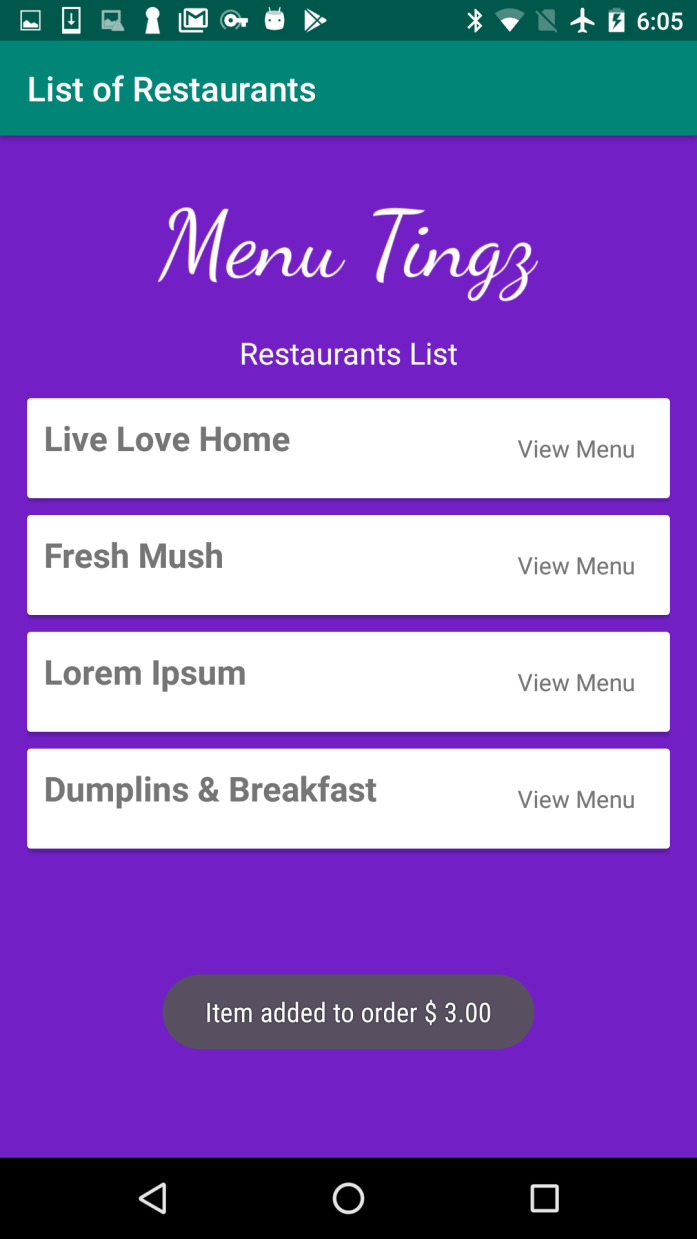 6:05
List of Restaurants
Menu Tingz
Restaurants List
Live Love Home
View Menu
Fresh Mush
View Menu
Lorem Ipsum
View Menu
Dumplins & Breakfast
View Menu
Item added to order $ 3.00